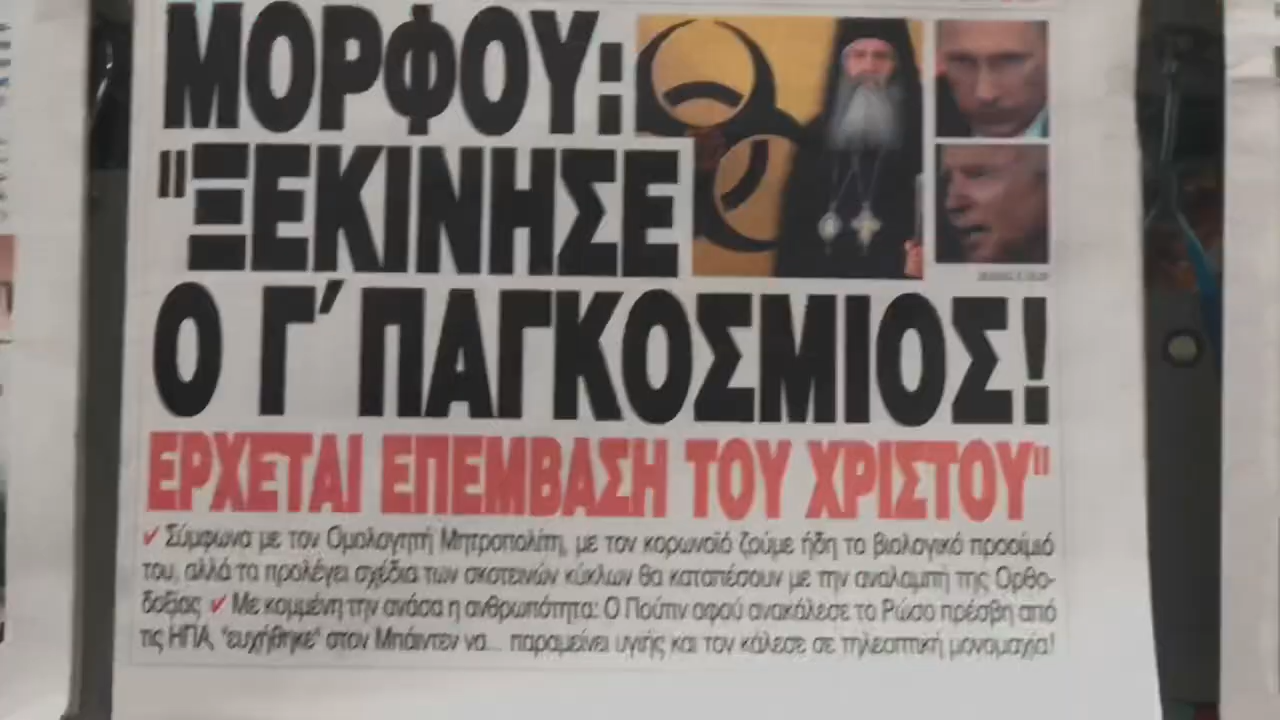 ΜΟΡΦΟΥ:
"ΞΕΚΙΝΗΣΕ
Ο Γ' ΠΑΓΚΟΣΜΙΟΣ!
ΕΡΧΕΤΑΙ ΕΠΕΜΒΑΣΗ ΤΟΥ ΧΡΙΣΤΟΥ"
✓ Σύμφωνα με τον Ομολογητή Μητροπολίτη, με τον κορωνοϊό ζούμε ήδη το βιολογικό προοίμιό
του, αλλά τα προλέγει σχέδια των σκοτεινών κύκλων θα καταπέσουν με την αναλαμπή της Ορθο-
δοξίας ✓ Με κομμένη την ανάσα η ανθρωπότητα: Ο Πούτιν αφού ανακάλεσε το Ρώσο πρέσβη από
τις ΗΠΑ, "ευχήθηκε" στον Μπάιντεν να... παραμείνει υγιής και τον κάλεσε σε τηλεοπτική μονομαχία!